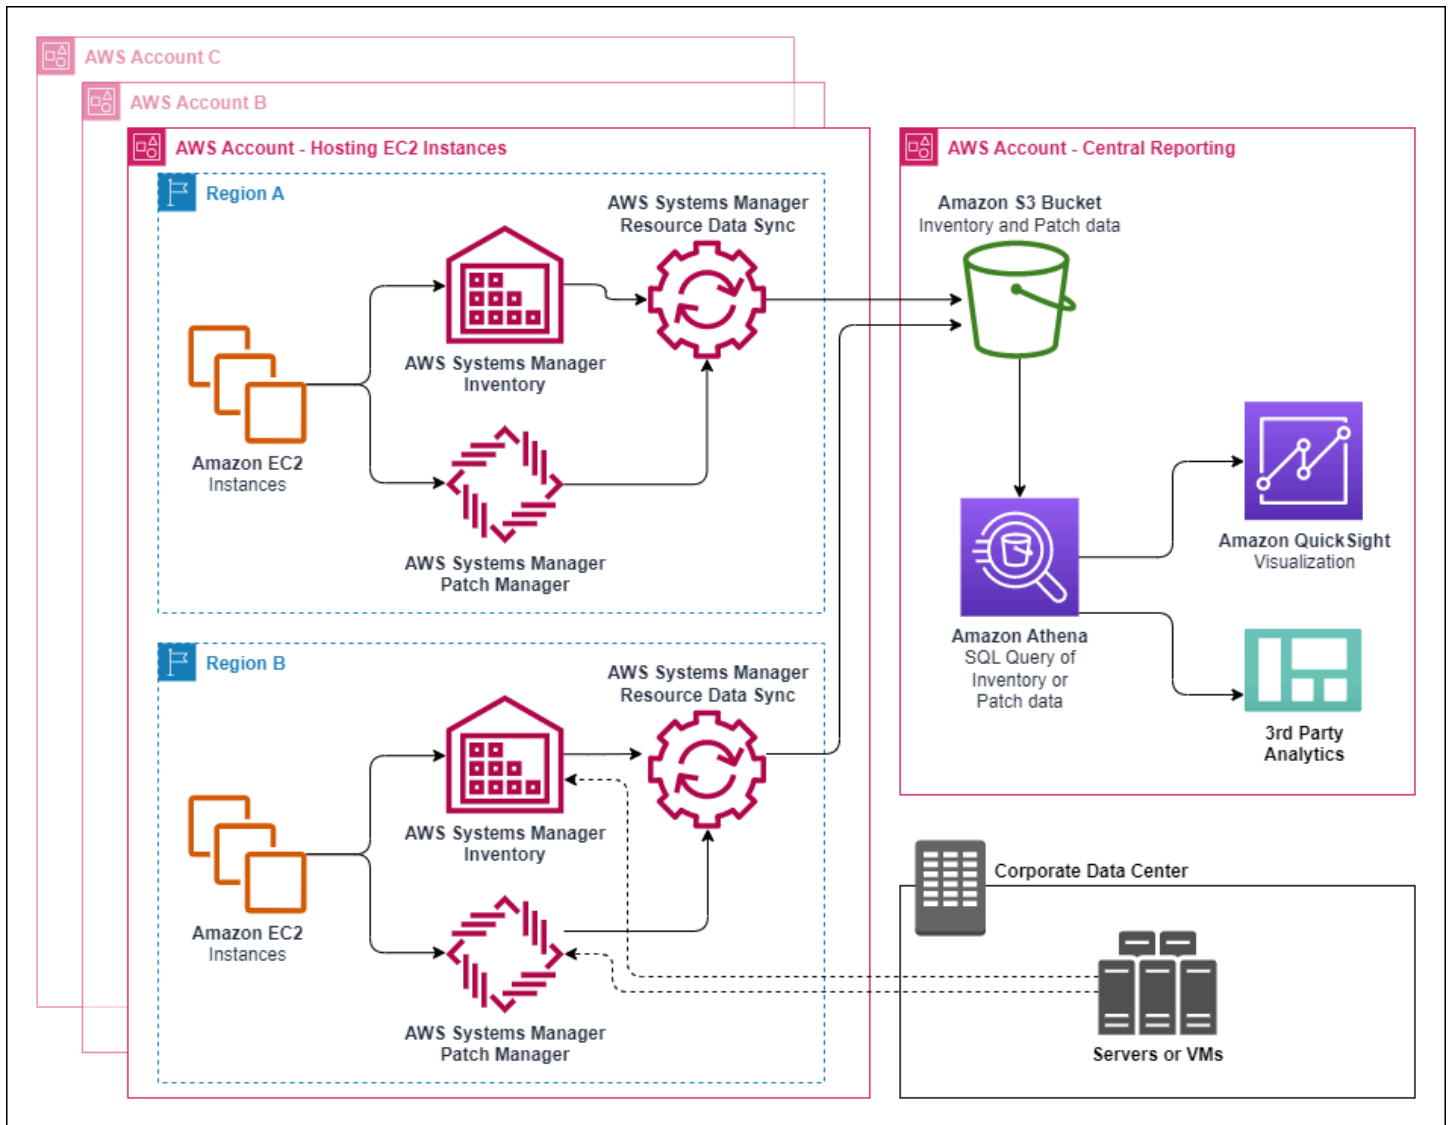 AWS Account C
AWS Account B
AWS Account - Hosting EC2 Instances
Region A
AWS Systems Manager
Resource Data Sync
AWS Systems Manager
Inventory
Amazon EC2
Instances
AWS Systems Manager
Patch Manager
Region B
AWS Systems Manager
Resource Data Sync
AWS Systems Manager
Inventory
Amazon EC2
Instances
AWS Systems Manager
Patch Manager
AWS Account - Central Reporting
Amazon S3 Bucket
Inventory and Patch data
Amazon QuickSight
Visualization
Amazon Athena
SQL Query of
Inventory or
Patch data
3rd Party
Analytics
Corporate Data Center
Servers or VMs